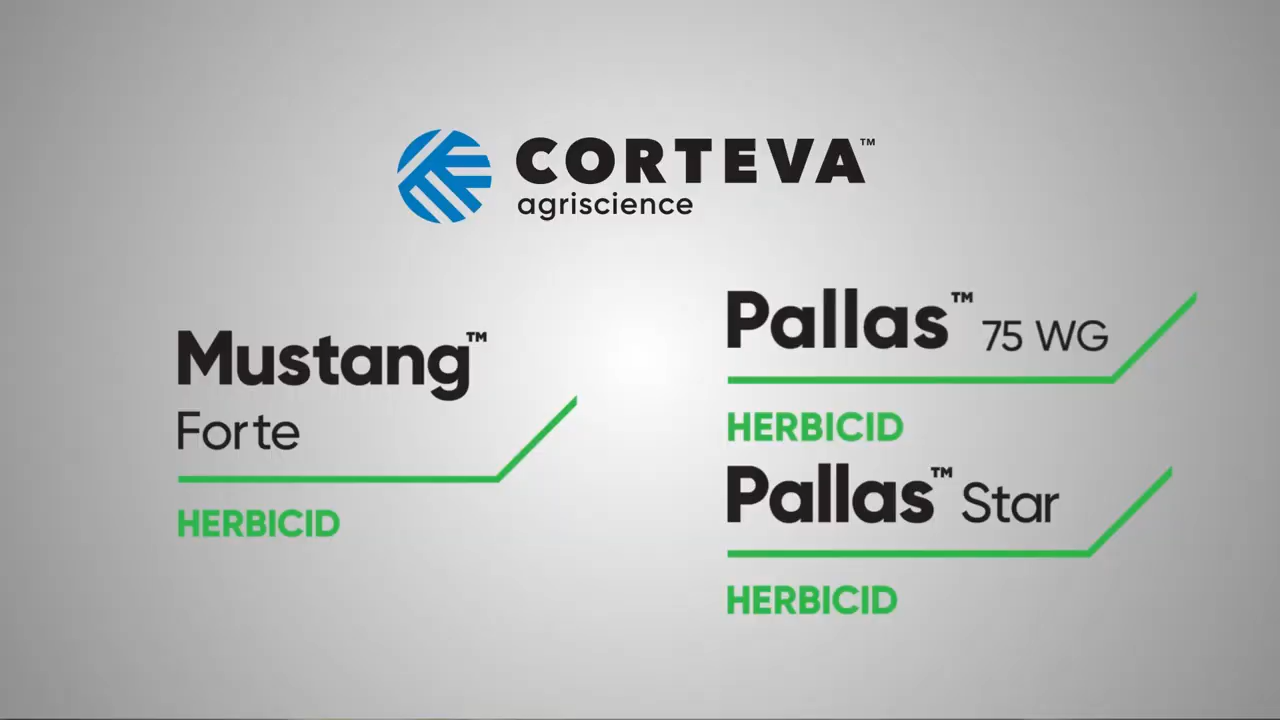 CORTEVA™
agriscience
Mustang™
Forte
HERBICID
Pallas™ 75 WG
HERBICID
Pallas™ Star
HERBICID